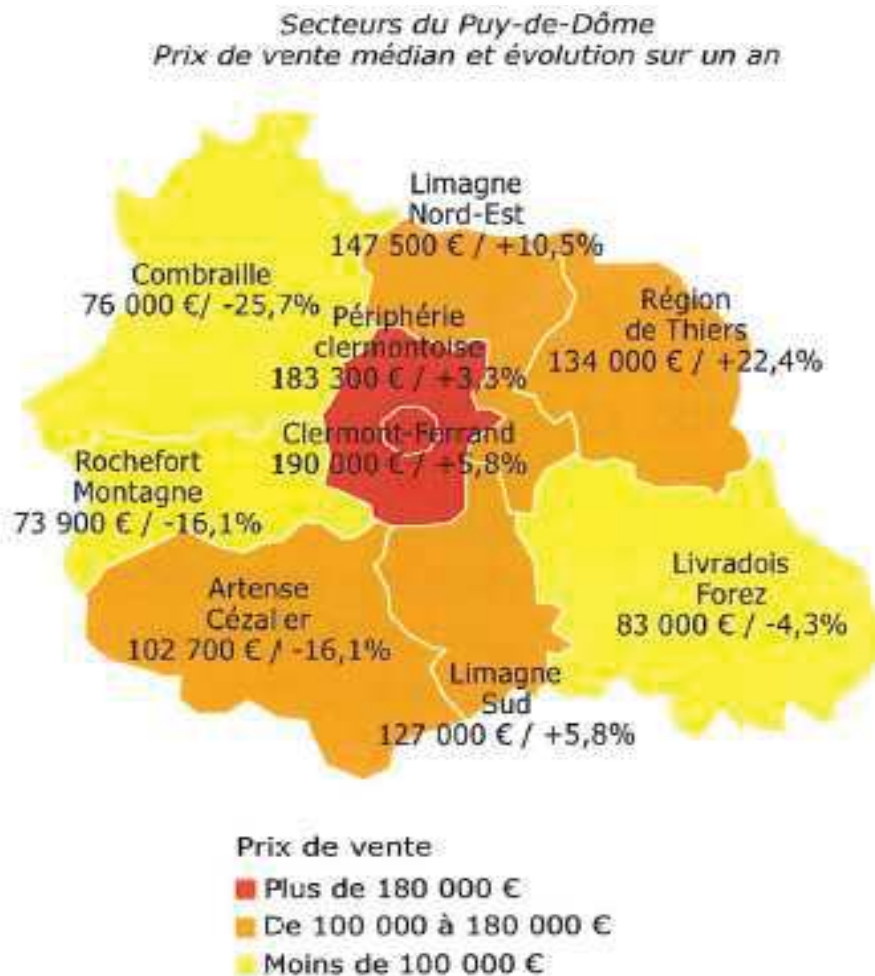 Secteurs du Puy-de-Dôme
Prix de vente médian et évolution sur un an
Limagne
Nord-Est
147 500 € / +10,5%
Combraille
76 000 €/ -25,7%
Périphérie
clermontoise
183 300 € / +3,3%
Région
de Thiers
134 000 € / +22,4%
Clermont-Ferrand
190 000 € / +5,8%
Rochefort
Montagne
73 900 € / -16,1%
Livradois
Forez
83 000 € / -4,3%
Artense
Cézalier
102 700 € / -16,1%
Limagne
Sud
127 000 € / +5,8%
Prix de vente
Plus de 180 000 €
De 100 000 à 180 000 €
Moins de 100 000 €